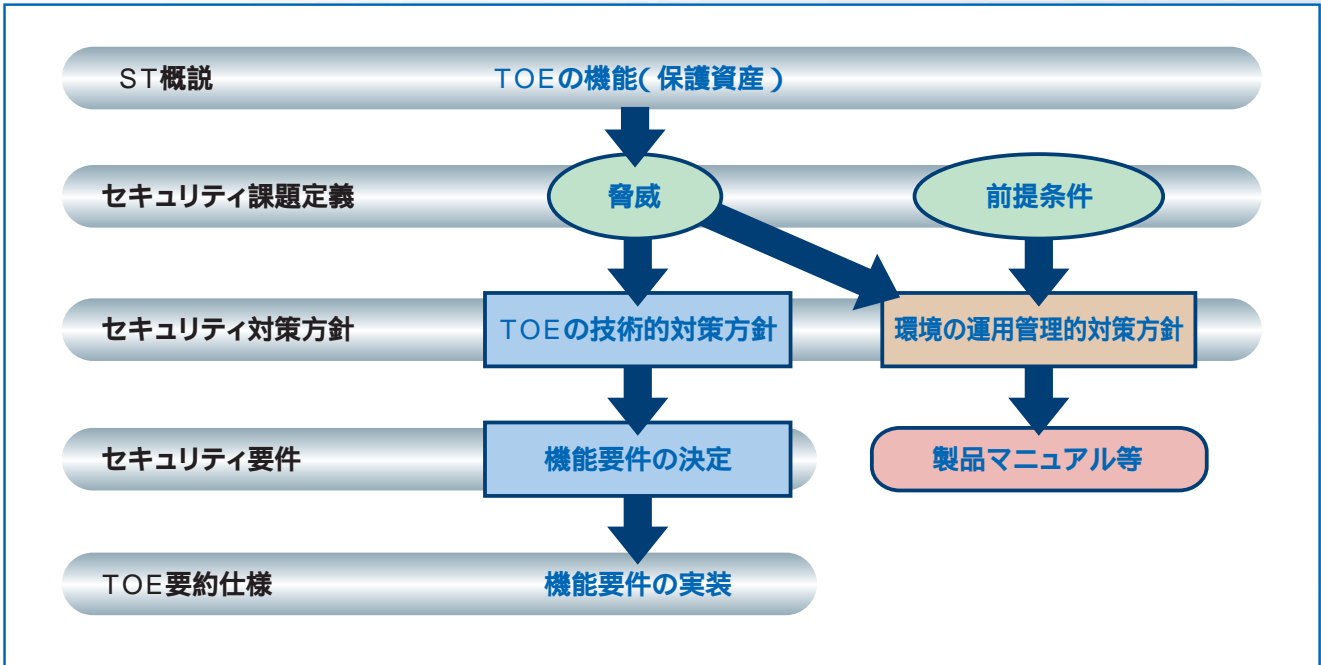 ST概説
TOEの機能(保護資産)
セキュリティ課題定義
脅威
前提条件
セキュリティ対策方針
TOEの技術的対策方針
環境の運用管理的対策方針
セキュリティ要件
機能要件の決定
製品マニュアル等
TOE要約仕様
機能要件の実装